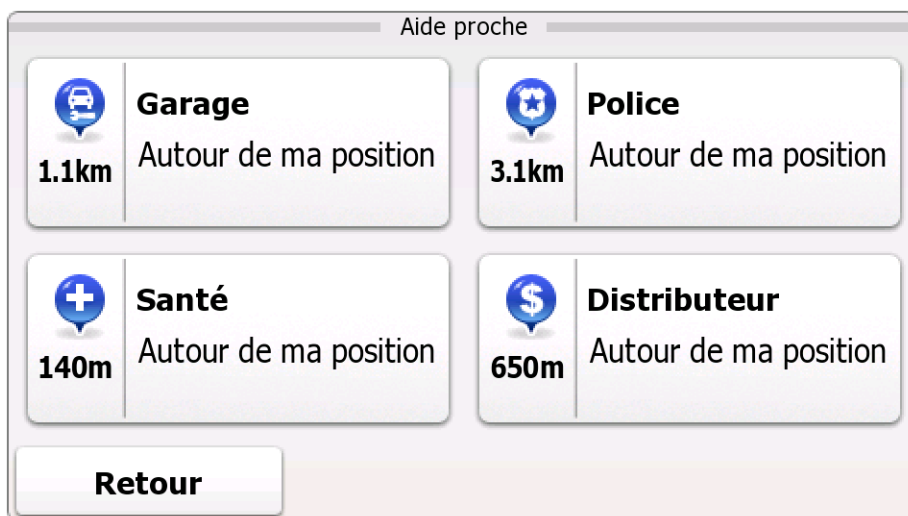 Aide proche
Garage
Autour de ma position
1.1km
Police
Autour de ma position
3.1km
Santé
Autour de ma position
140m
$
Distributeur
Autour de ma position
650m
Retour